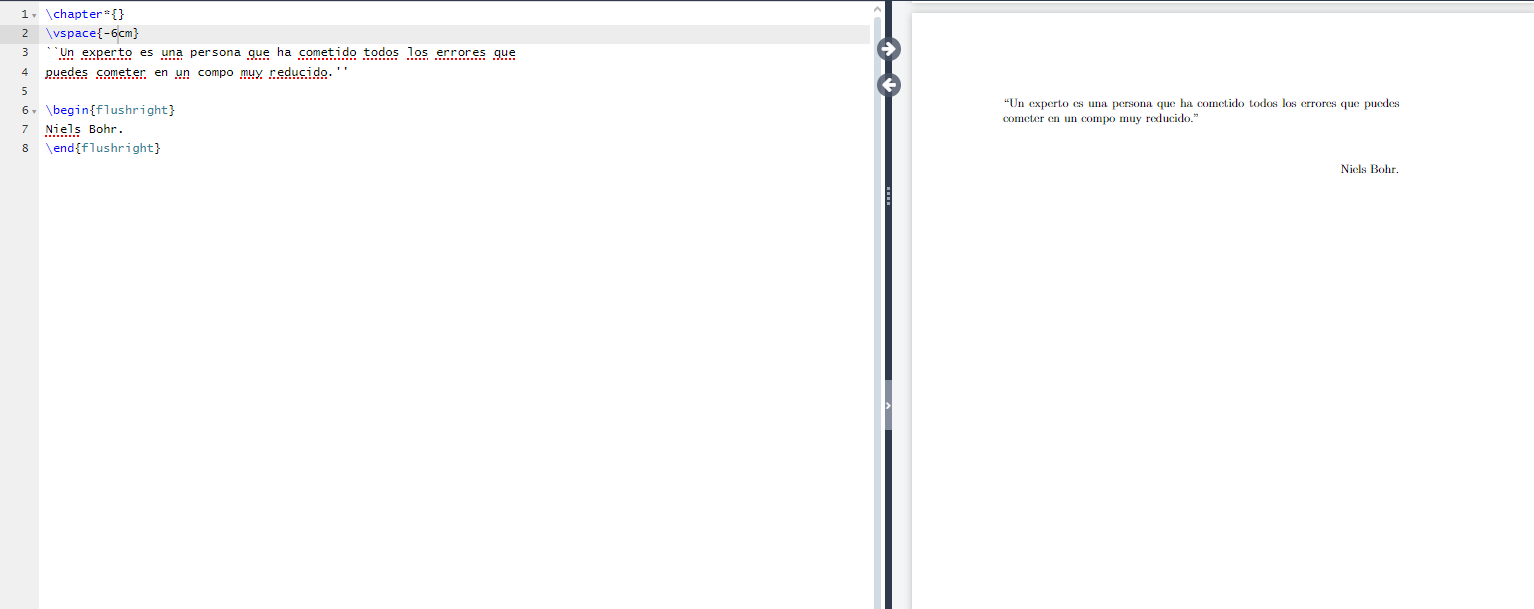 1 \chapter*{}
2 \vspace{-6cm}
3 ``Un experto es una persona que ha cometido todos los errores que
4 puedes cometer en un compo muy reducido.''
5
6 \begin{flushright}
7 Niels Bohr.
8 \end{flushright}
“Un experto es una persona que ha cometido todos los errores que puedes
cometer en un compo muy reducido.”
Niels Bohr.